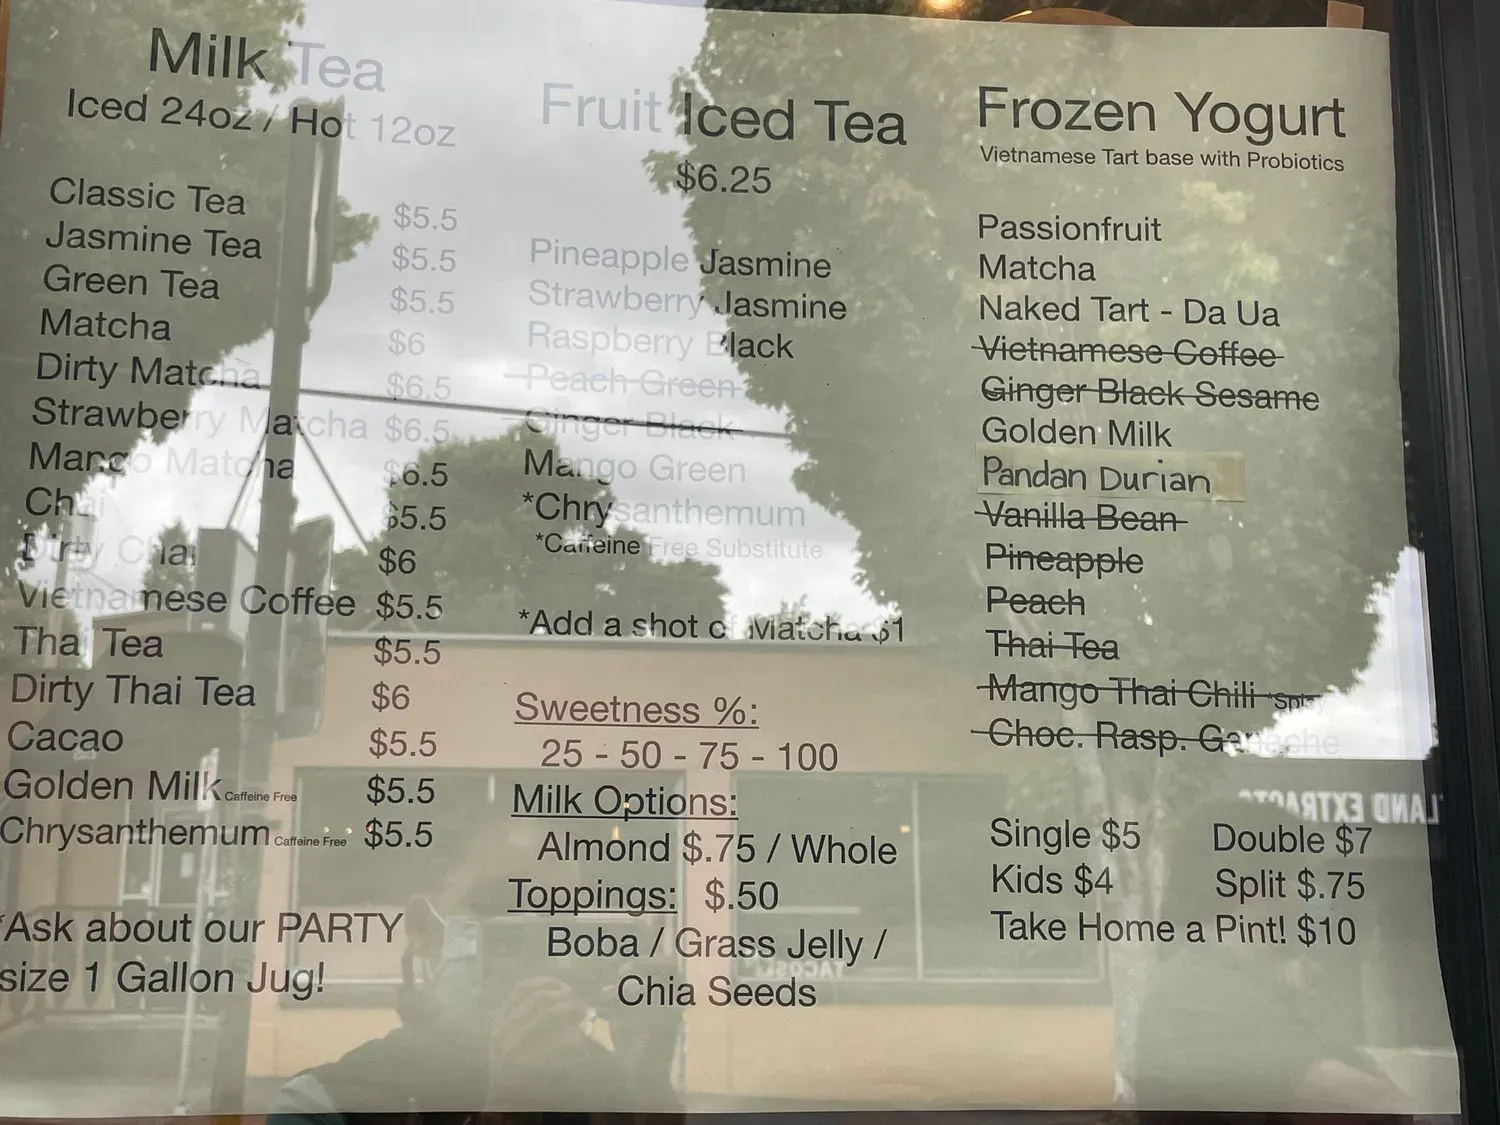 Milk Tea
Iced 24oz / Hot 12oz
Classic Tea $5.5
Jasmine Tea $5.5
Green Tea $5.5
Matcha $6
Dirty Matcha $6.5
Strawberry Matcha $6.5
Mango Matcha $6.5
Chai $5.5
Dirty Chai $6
Vietnamese Coffee $5.5
Thai Tea $5.5
Dirty Thai Tea $6
Cacao $5.5
Golden Milk Caffeine Free $5.5
Chrysanthemum Caffeine Free $5.5
*Ask about our PARTY
size 1 Gallon Jug!
Fruit Iced Tea
$6.25
Pineapple Jasmine
Strawberry Jasmine
Raspberry Black
Peach Green
Ginger Black
Mango Green
*Chrysanthemum
*Caffeine Free Substitute
*Add a shot of Matcha $1
Sweetness %:
25 - 50 - 75 - 100
Milk Options:
Almond $.75 / Whole
Toppings: $.50
Boba / Grass Jelly /
Chia Seeds
Frozen Yogurt
Vietnamese Tart base with Probiotics
Passionfruit
Matcha
Naked Tart - Da Ua
Vietnamese Coffee
Ginger Black Sesame
Golden Milk
Pandan Durian
Vanilla Bean
Pineapple
Peach
Thai Tea
Mango Thai Chili *Spicy
Choc. Rasp. Ganache
Single $5 Double $7
Kids $4 Split $.75
Take Home a Pint! $10
LAND EXTRACTS
TACOS